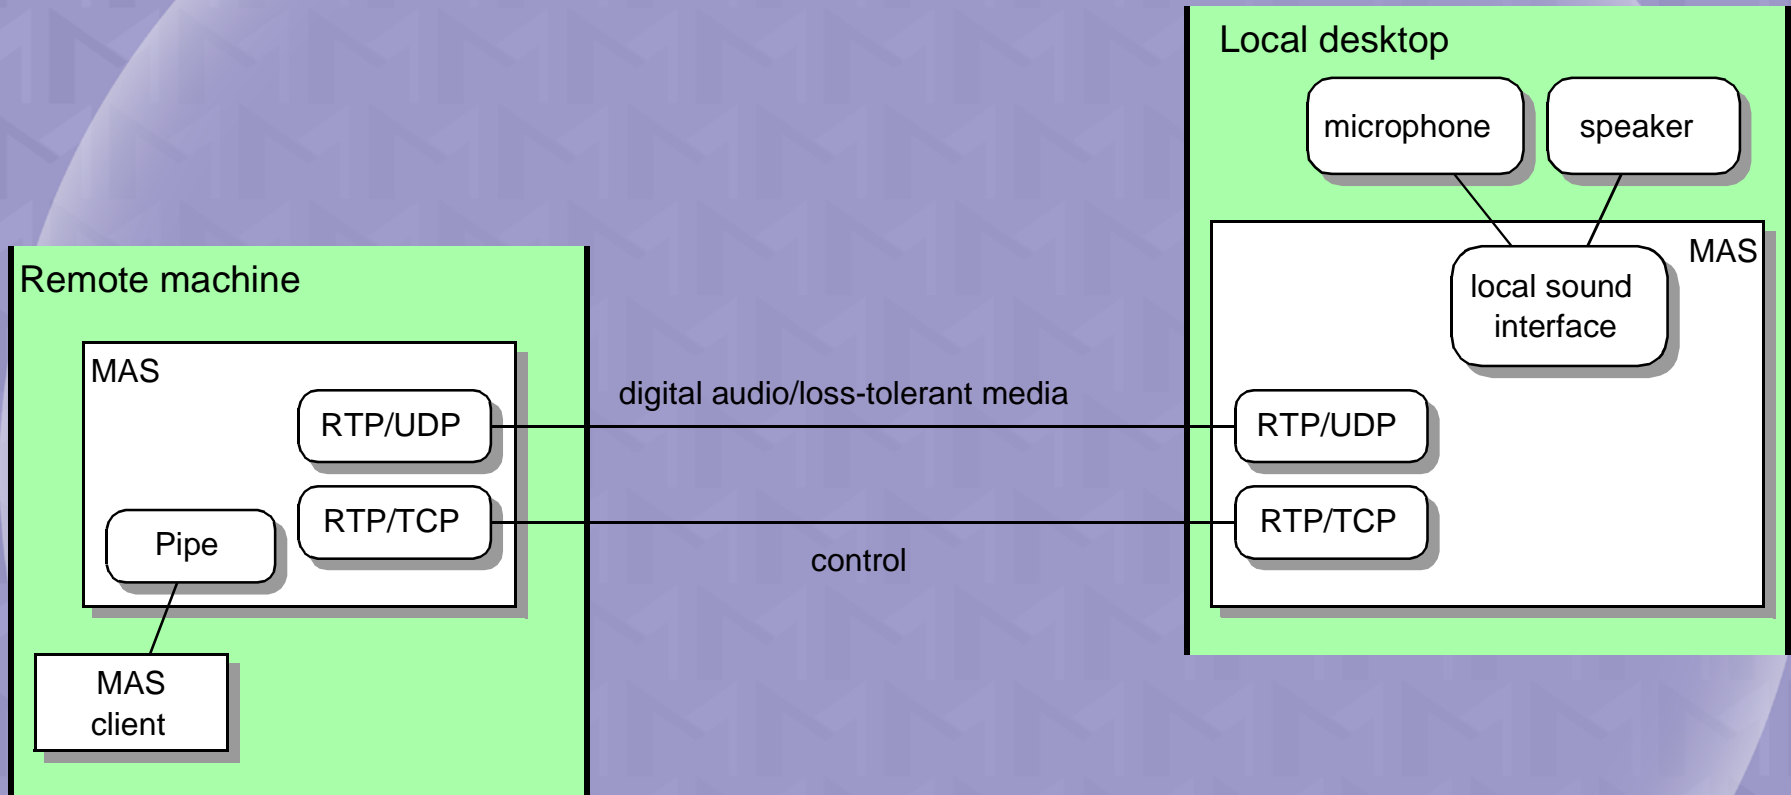 Local desktop
microphone
speaker
MAS
local sound
interface
RTP/UDP
RTP/TCP
digital audio/loss-tolerant media
control
Remote machine
MAS
RTP/UDP
RTP/TCP
Pipe
MAS
client